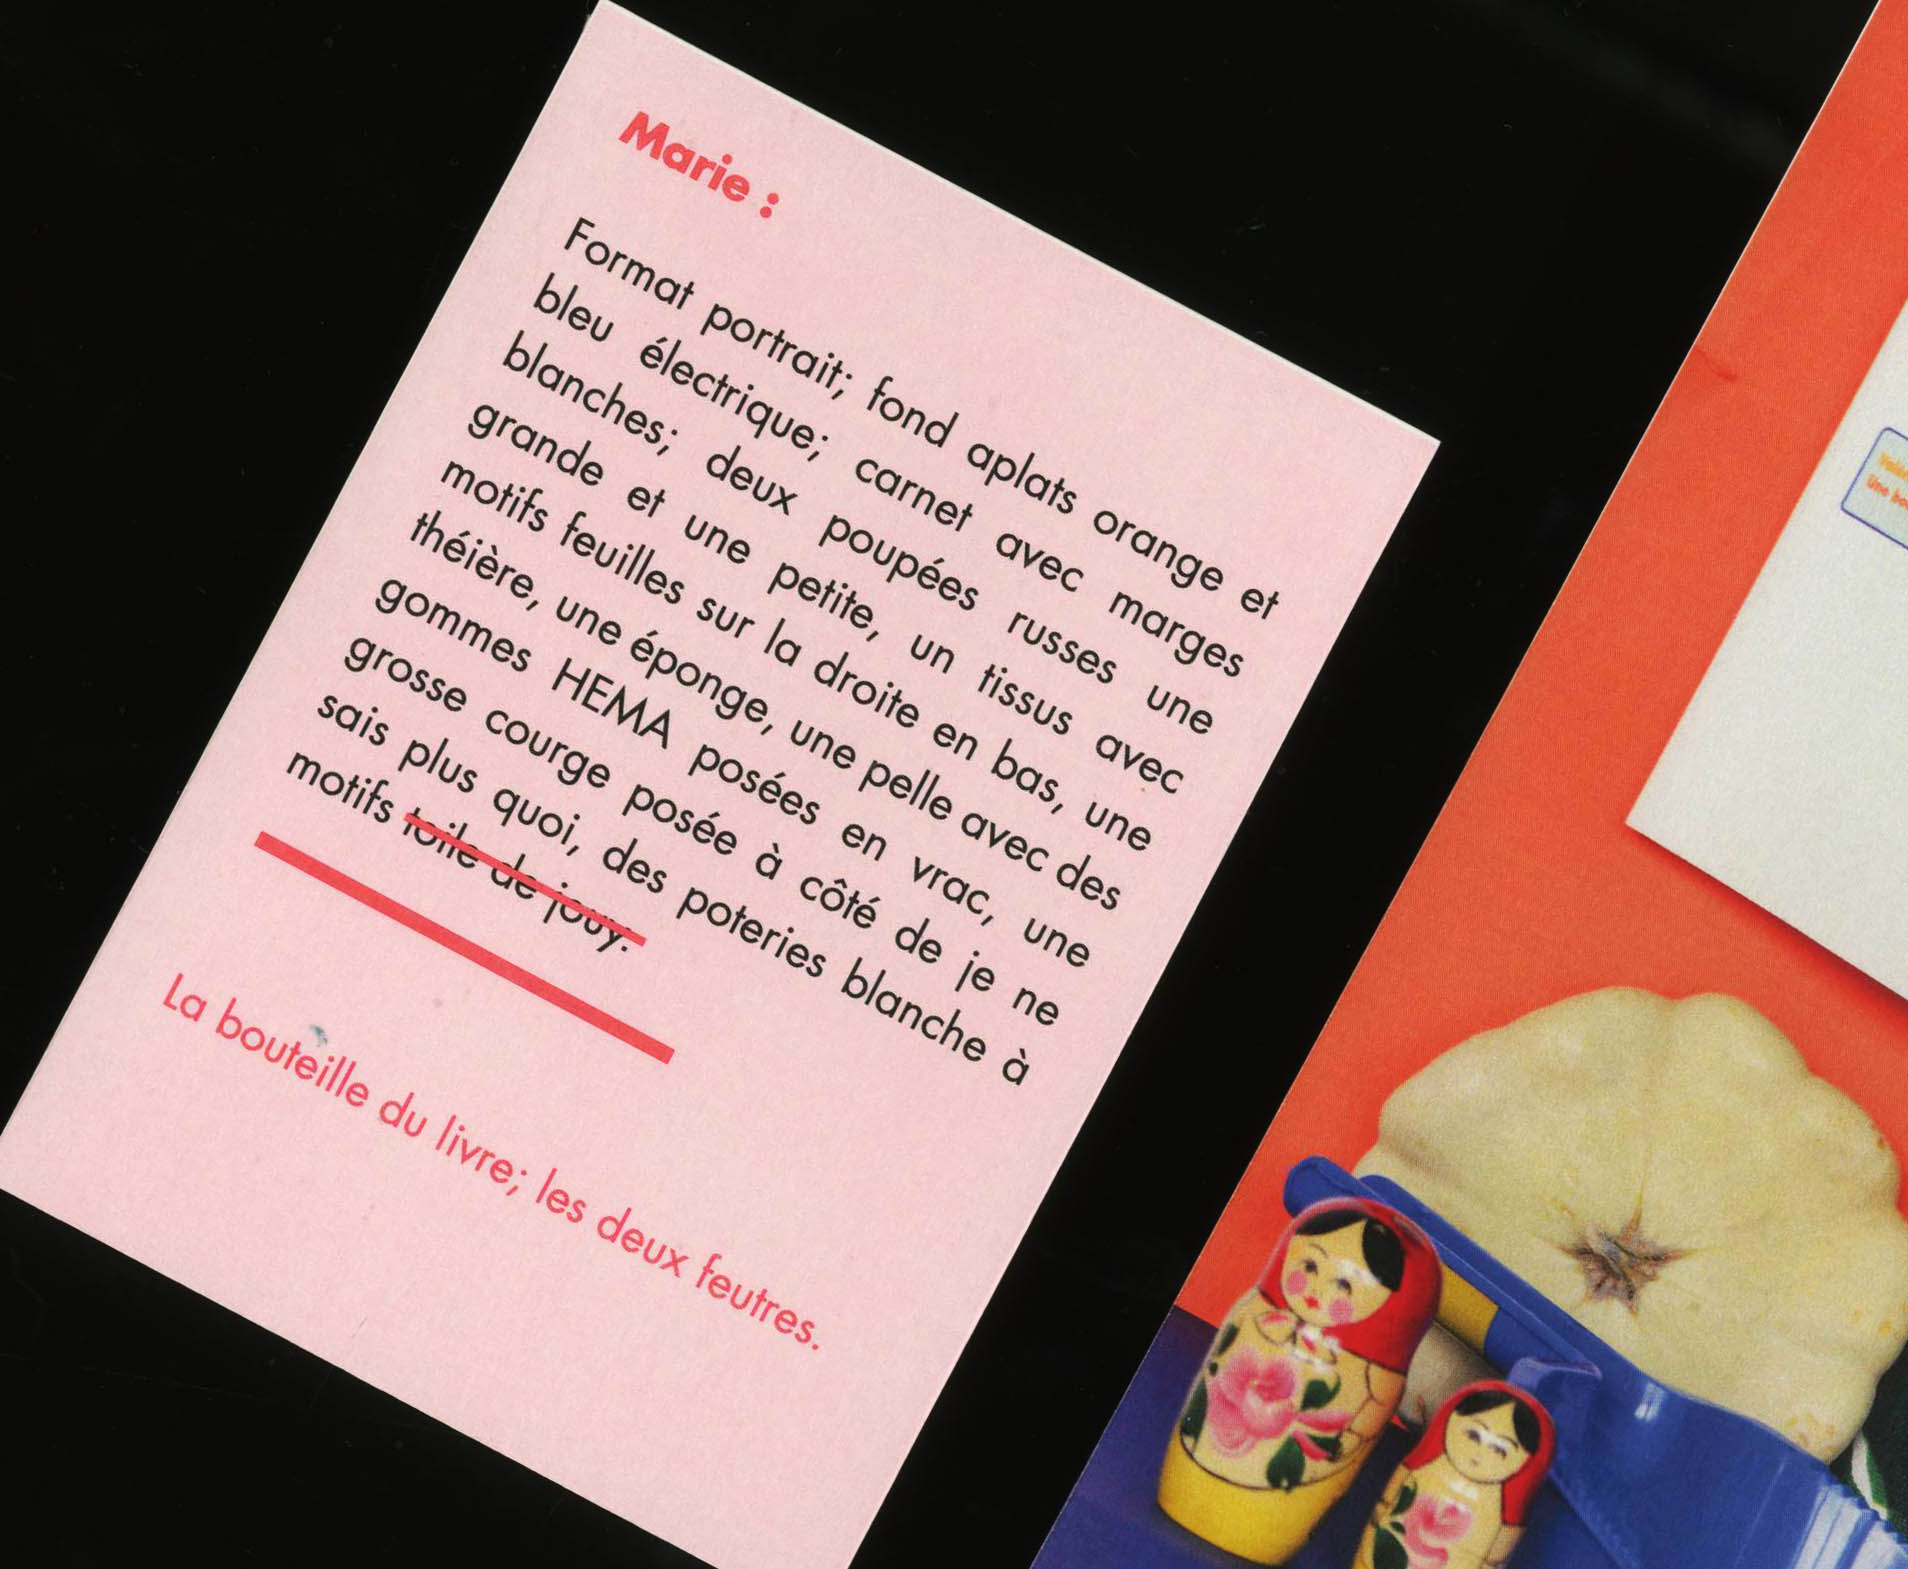 Marie :
Format portrait; fond aplats orange et
bleu électrique; carnet avec marges
blanches; deux poupées russes une
grande et une petite, un tissus avec
motifs feuilles sur la droite en bas, une
théière, une éponge, une pelle avec des
gommes HEMA posées en vrac, une
grosse courge posée à côté de je ne
sais plus quoi, des poteries blanche à
motifs toile de jouy.
La bouteille du livre; les deux feutres.